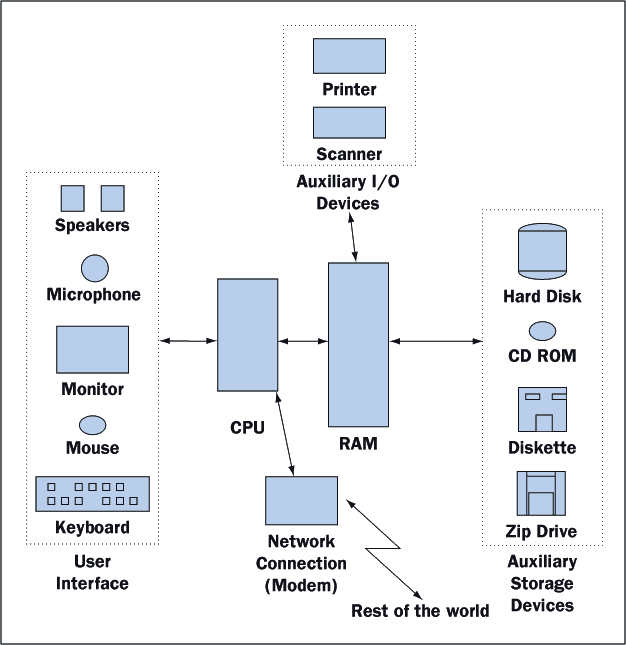 Printer
Scanner
Auxiliary I/O
Devices
Speakers
Microphone
Monitor
Mouse
Keyboard
User
Interface
CPU
RAM
Network
Connection
(Modem)
Rest of the world
Hard Disk
CD ROM
Diskette
Zip Drive
Auxiliary
Storage
Devices